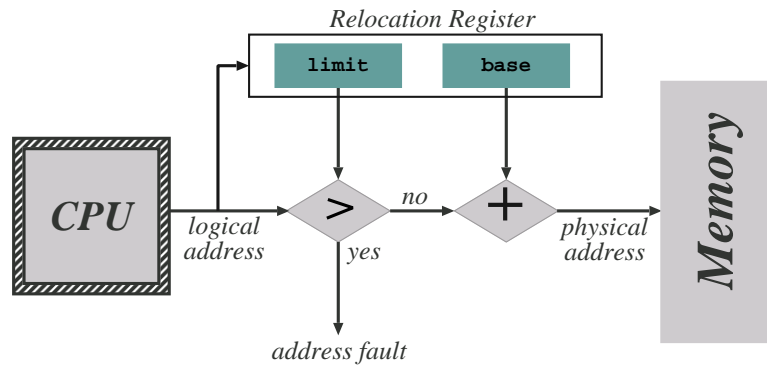 Relocation Register
limit
base
CPU
>
no
+
logical
address
yes
physical
address
Memory
address fault